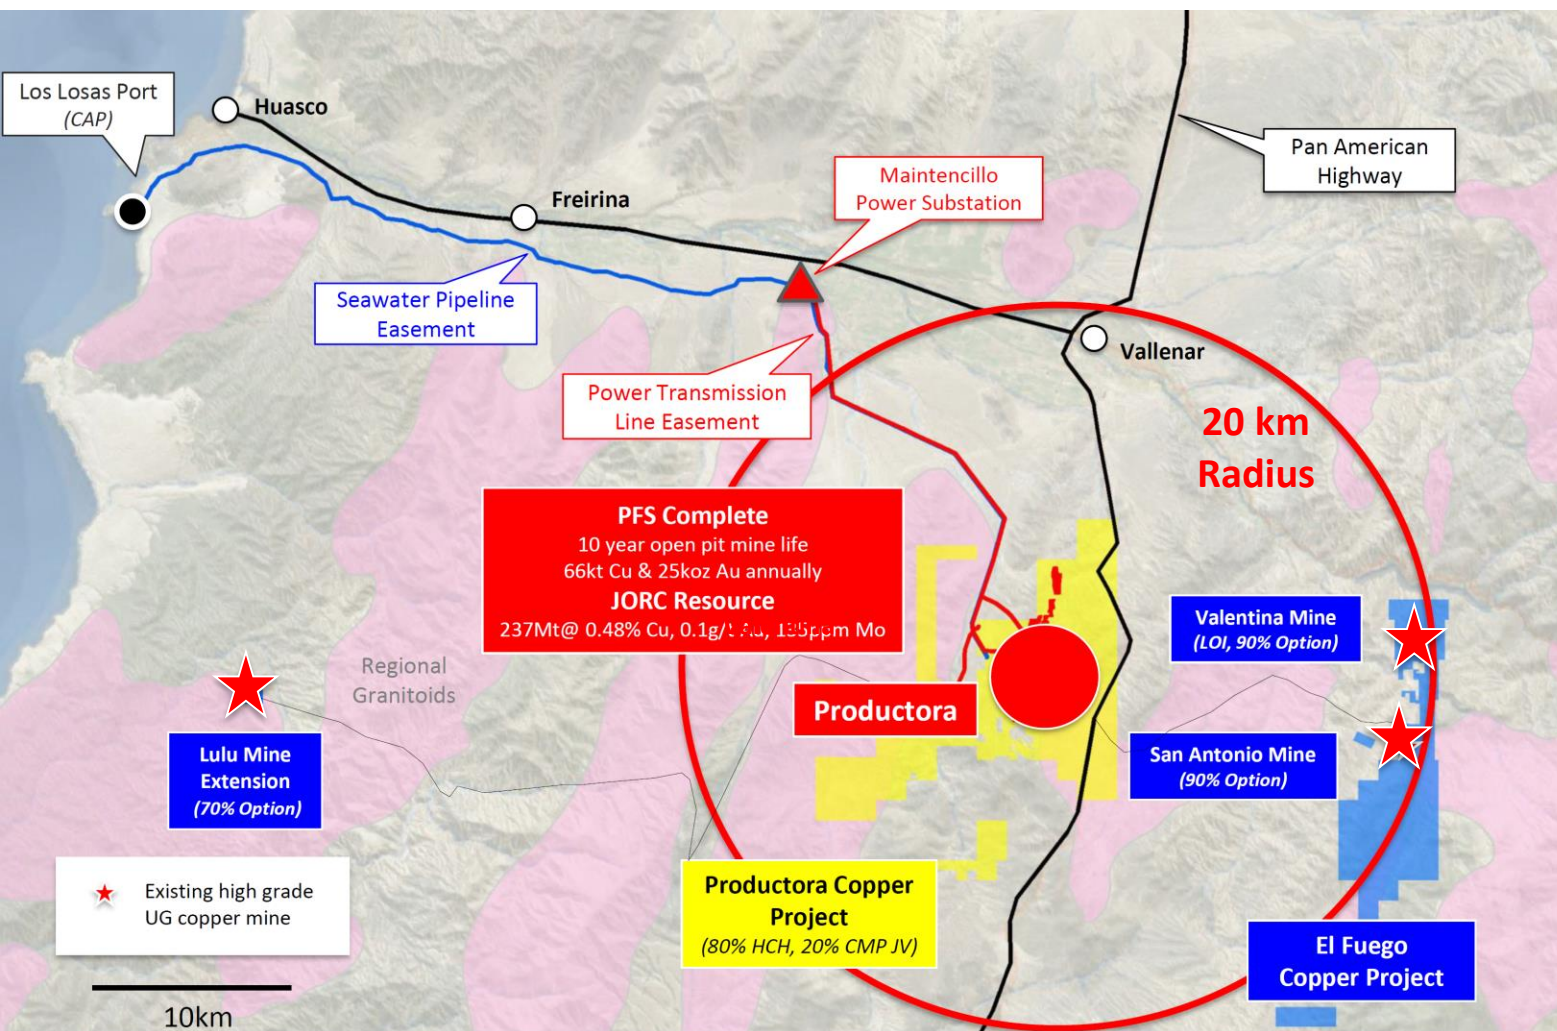 Los Losas Port
(CAP)
Huasco
Freirina
Maintencillo
Power Substation
Pan American
Highway
Seawater Pipeline
Easement
Vallenar
Power Transmission
Line Easement
20 km
Radius
PFS Complete
10 year open pit mine life
66kt Cu & 25koz Au annually
JORC Resource
237Mt@ 0.48% Cu, 0.1g/t Au, 135ppm Mo
Valentina Mine
(LOI, 90% Option)
Regional
Granitoids
Productora
San Antonio Mine
(90% Option)
Lulu Mine
Extension
(70% Option)
Existing high grade
UG copper mine
Productora Copper
Project
(80% HCH, 20% CMP JV)
El Fuego
Copper Project
10km